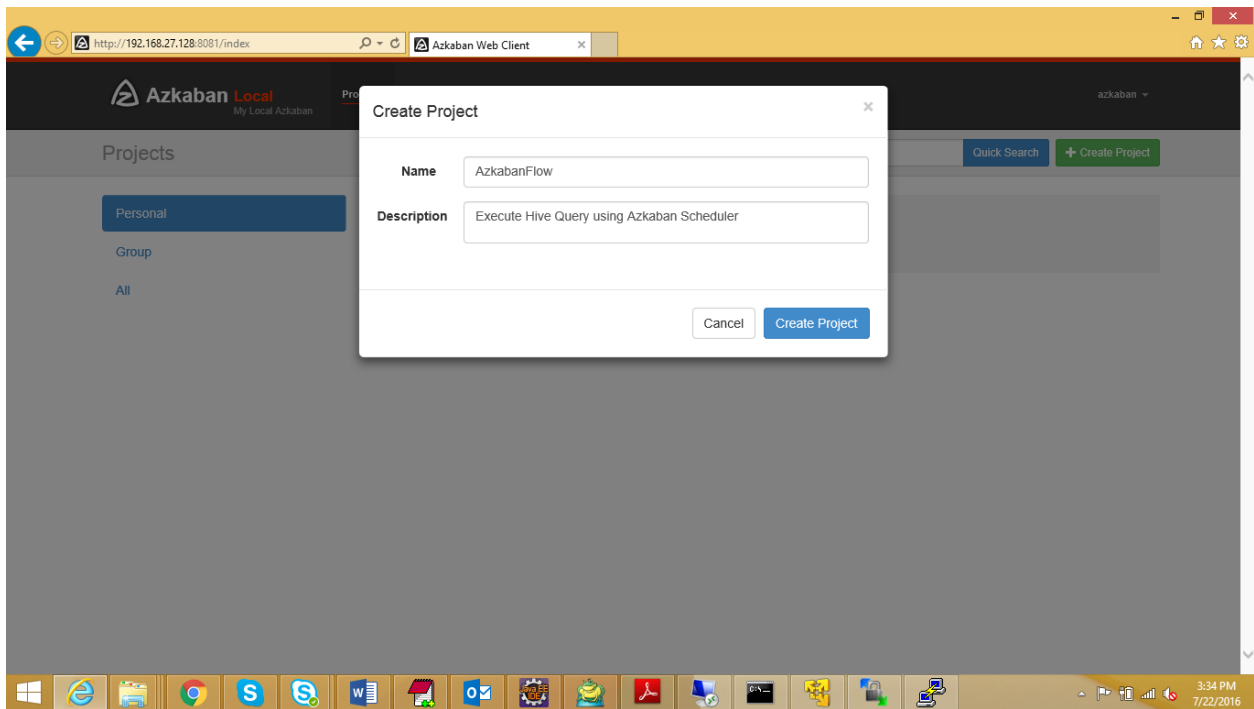 http://192.168.27.128:8081/index
Azkaban Web Client
Azkaban Local
My Local Azkaban
Pro
azkaban
Create Project
Projects
Quick Search
+ Create Project
Name
AzkabanFlow
Description
Execute Hive Query using Azkaban Scheduler
Personal
Group
All
Cancel
Create Project
3:34 PM
7/22/2016